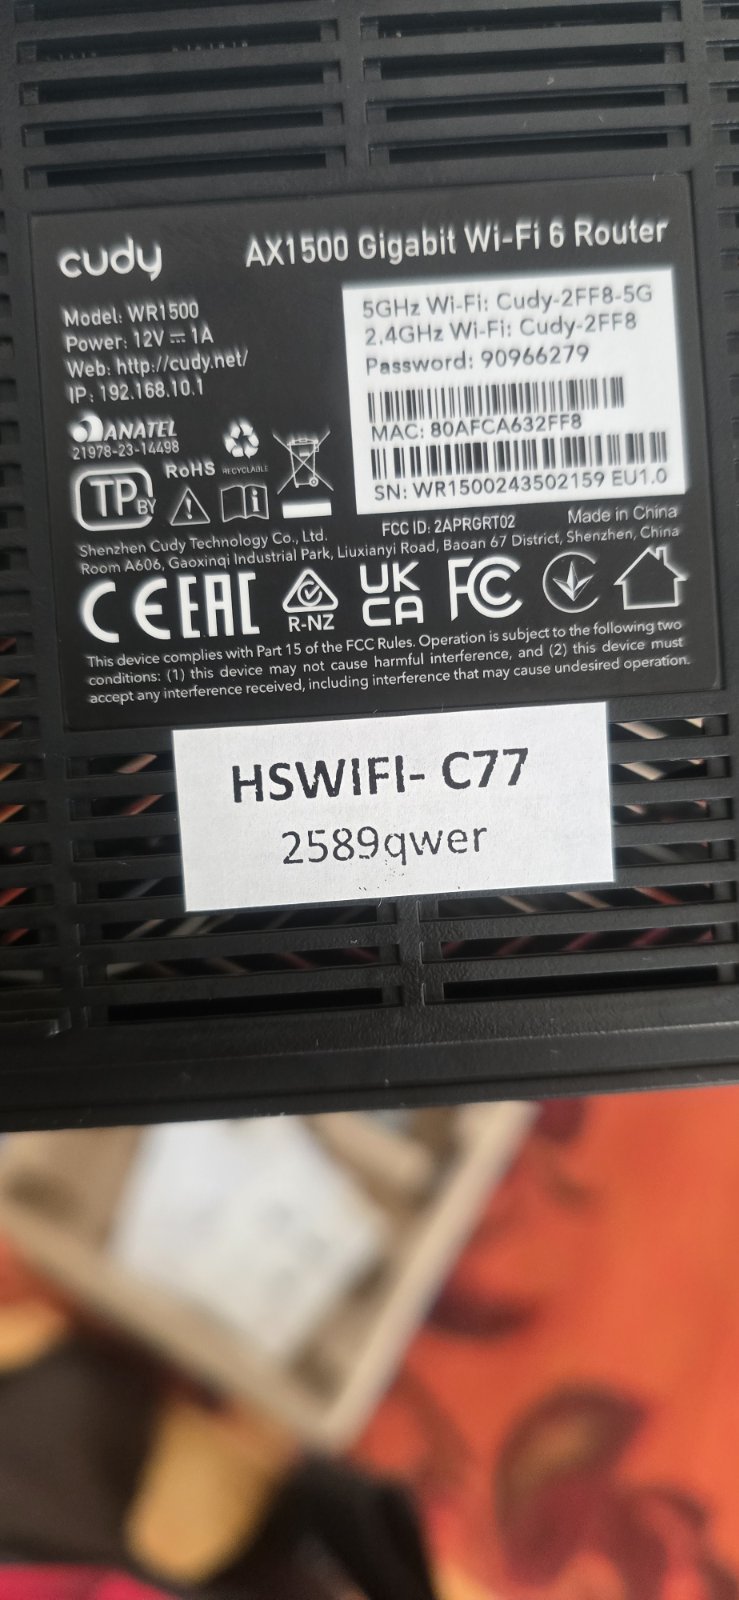 cudy
AX1500 Gigabit Wi-Fi 6 Router
Model: WR1500
Power: 12V ⎓ 1A
Web: http://cudy.net/
IP: 192.168.10.1
5GHz Wi-Fi: Cudy-2FF8-5G
2.4GHz Wi-Fi: Cudy-2FF8
Password: 90966279
MAC: 80AFCA632FF8
SN: WR1500243502159 EU1.0
ANATEL
21978-23-14498
RoHS
RECYCLABLE
TP BY
FCC ID: 2APRGRT02
Made in China
Shenzhen Cudy Technology Co., Ltd.
Room A606, Gaoxinqi Industrial Park, Liuxianyi Road, Baoan 67 District, Shenzhen, China
CE EAC
R-NZ
UK
CA
FC
This device complies with Part 15 of the FCC Rules. Operation is subject to the following two
conditions: (1) this device may not cause harmful interference, and (2) this device must
accept any interference received, including interference that may cause undesired operation.
HSWIFI- C77
2589qwer